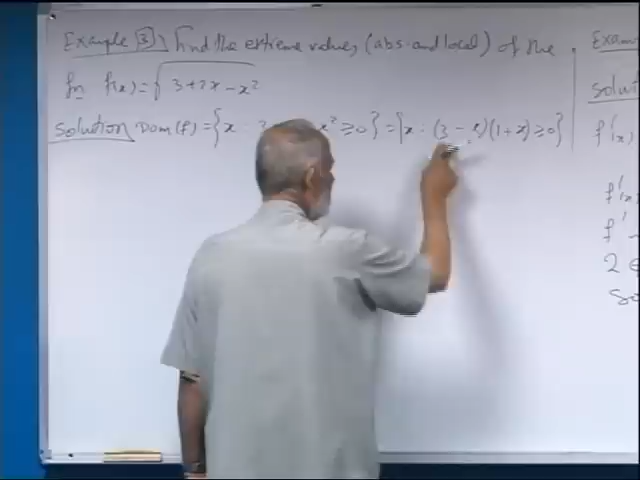 Example [3]: Find the extreme values (abs. and local) of the
fn f(x) = √3+2x-x²
Solution Dom(f) = {x : 3 x² ≥ 0} = {x : (3-x)(1+x) ≥ 0}
Exam
Soluti
f'(x)
f'(x
f'
2 ∈
So